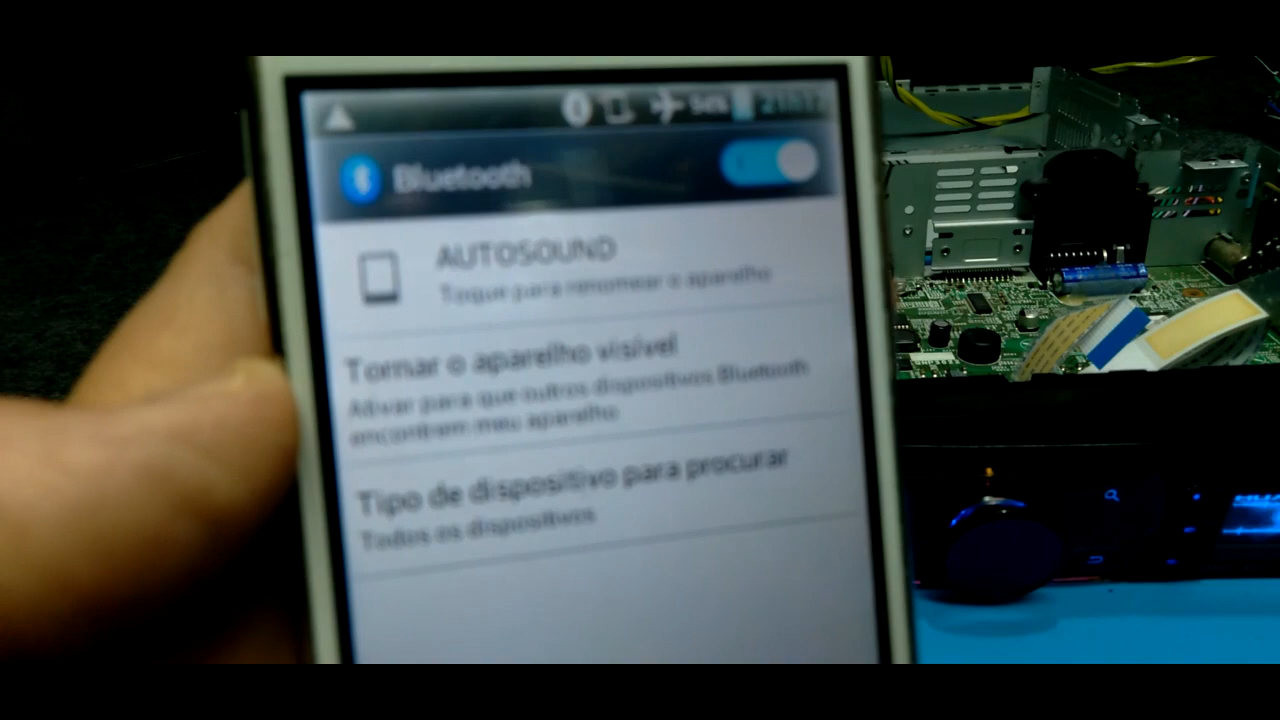 Bluetooth
AUTOSOUND
Toque para renomear o aparelho
Tornar o aparelho visível
Ativar para que outros dispositivos Bluetooth
encontrem meu aparelho
Tipo de dispositivo para procurar
Todos os dispositivos